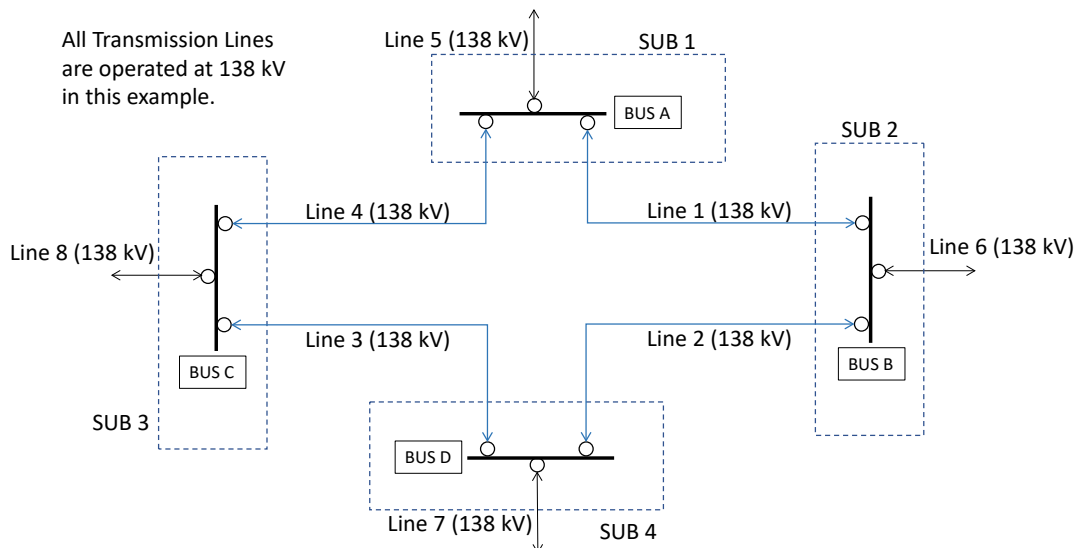 All Transmission Lines
are operated at 138 kV
in this example.
Line 5 (138 kV)
SUB 1
BUS A
SUB 2
Line 4 (138 kV)
Line 1 (138 kV)
Line 8 (138 kV)
Line 6 (138 kV)
Line 3 (138 kV)
Line 2 (138 kV)
BUS C
BUS B
SUB 3
BUS D
Line 7 (138 kV)
SUB 4